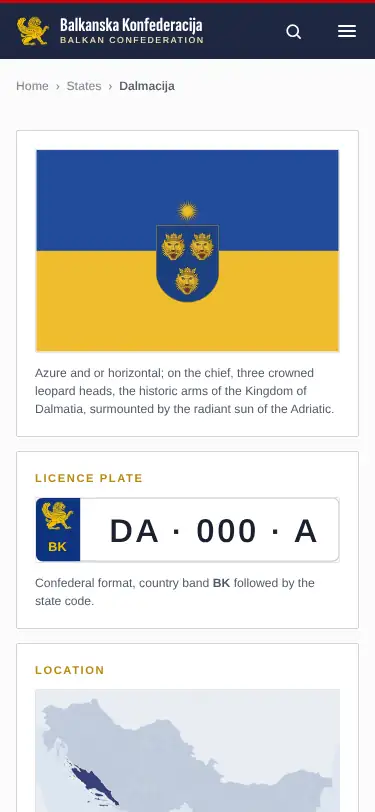 Balkanska Konfederacija
BALKAN CONFEDERATION
Home › States › Dalmacija
Azure and or horizontal; on the chief, three crowned
leopard heads, the historic arms of the Kingdom of
Dalmatia, surmounted by the radiant sun of the Adriatic.
LICENCE PLATE
BK
DA · 000 · A
Confederal format, country band BK followed by the
state code.
LOCATION